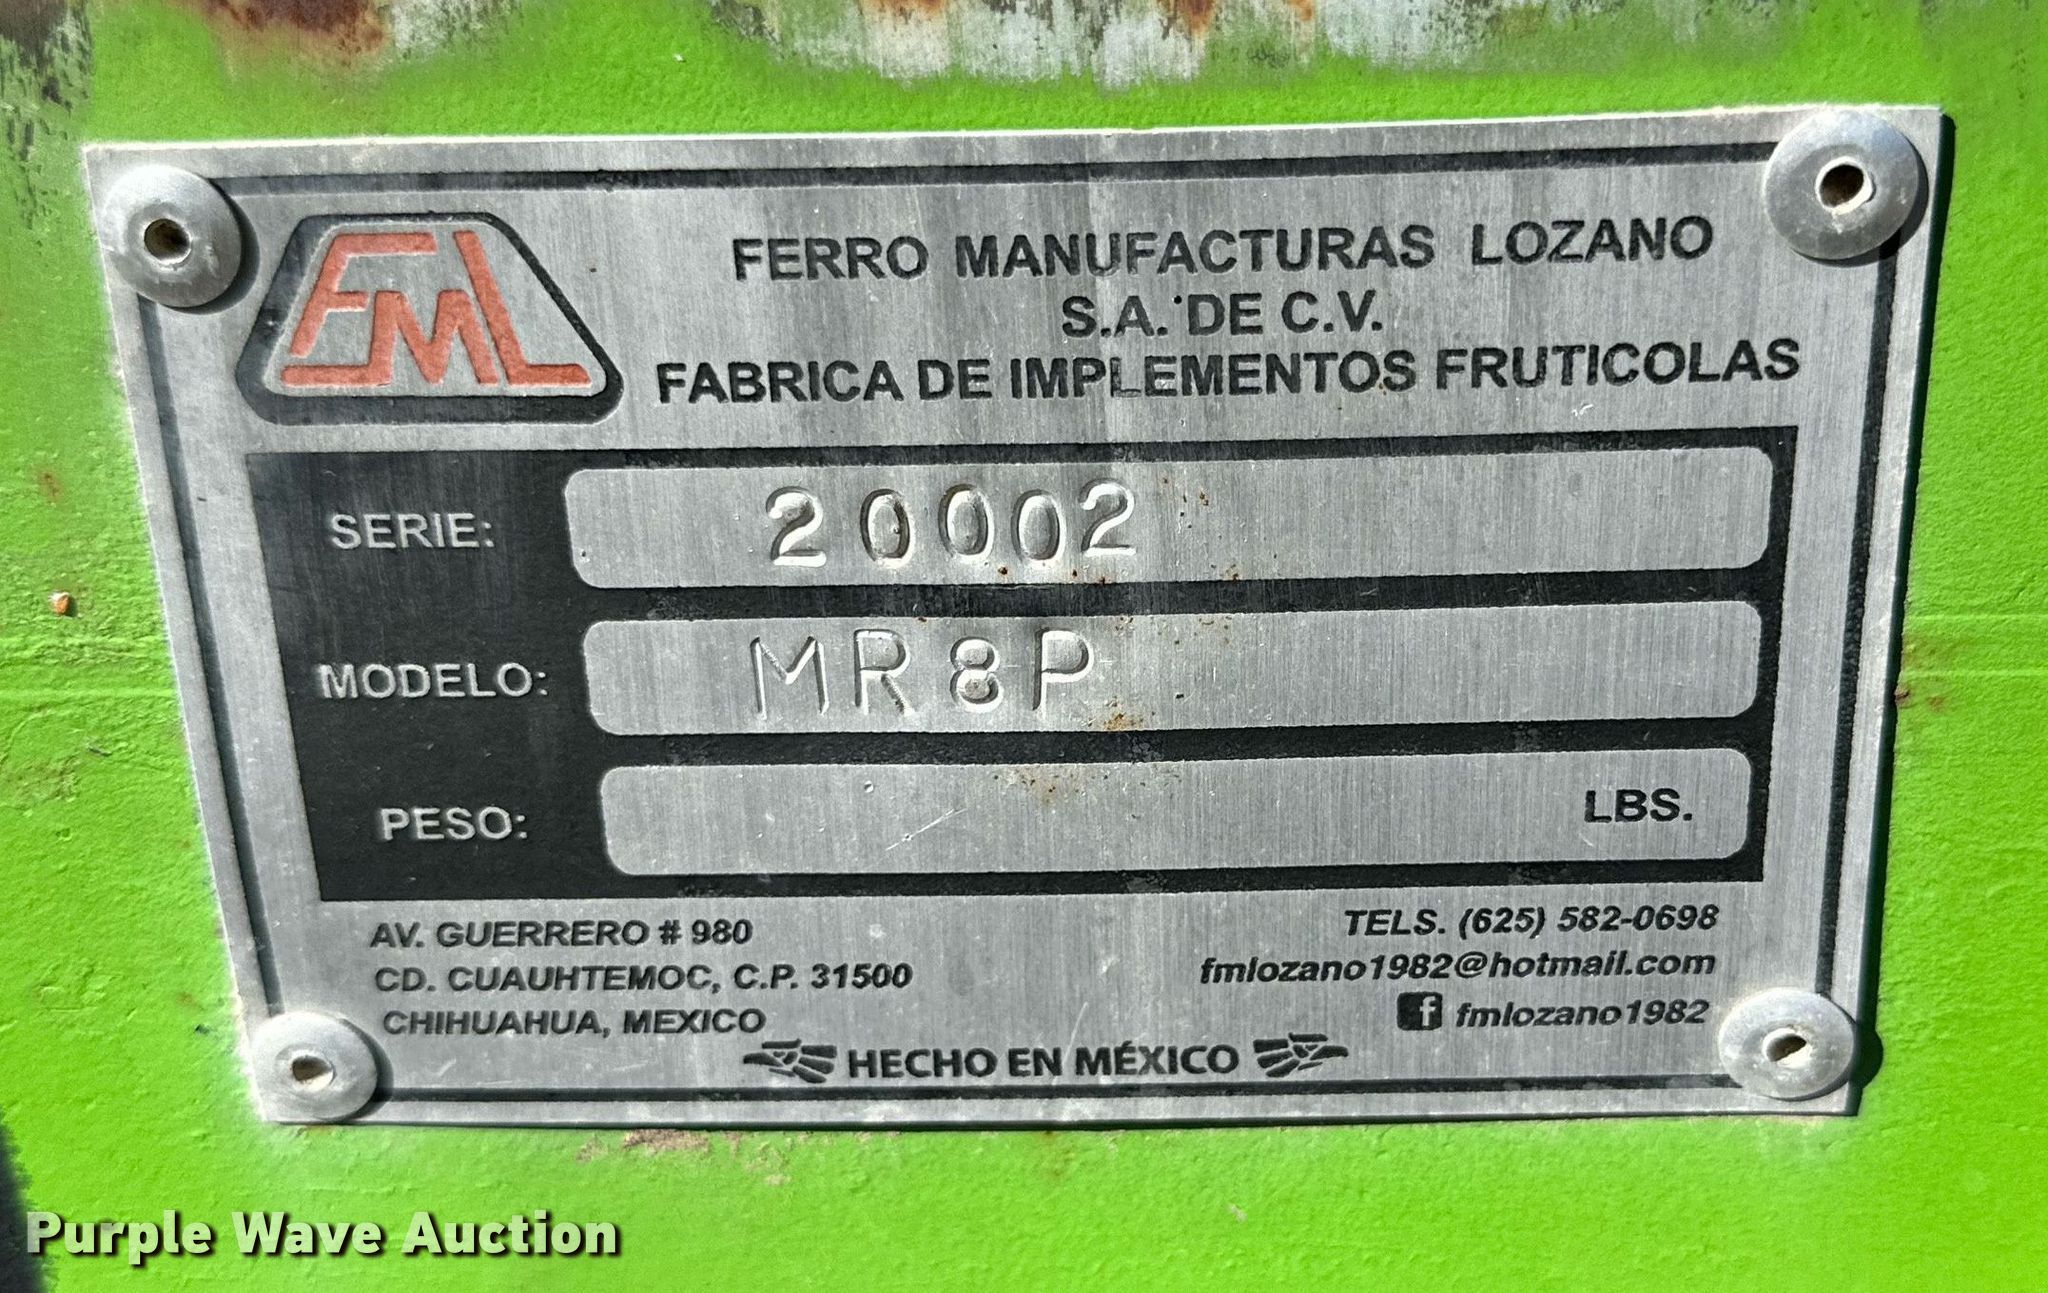 FML
FERRO MANUFACTURAS LOZANO
S.A. DE C.V.
FABRICA DE IMPLEMENTOS FRUTICOLAS
SERIE: 20002
MODELO: MR8P
PESO: LBS.
AV. GUERRERO # 980
CD. CUAUHTEMOC, C.P. 31500
CHIHUAHUA, MEXICO
TELS. (625) 582-0698
fmlozano1982@hotmail.com
f fmlozano1982
HECHO EN MÉXICO
Purple Wave Auction